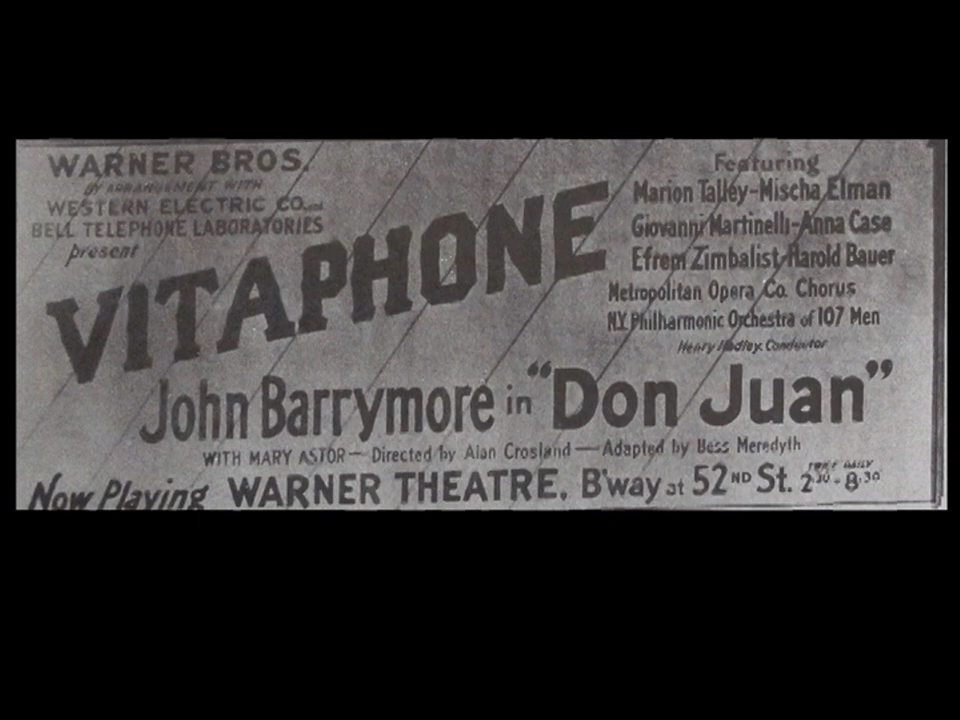 WARNER BROS.
BY ARRANGEMENT WITH
WESTERN ELECTRIC CO. and
BELL TELEPHONE LABORATORIES
present
VITAPHONE
Featuring
Marion Talley-Mischa Elman
Giovanni Martinelli-Anna Case
Efrem Zimbalist-Harold Bauer
Metropolitan Opera Co. Chorus
N.Y. Philharmonic Orchestra of 107 Men
Henry Hadley, Conductor
John Barrymore in "Don Juan"
WITH MARY ASTOR — Directed by Alan Crosland — Adapted by Bess Meredyth
Now Playing WARNER THEATRE. B'way at 52ND St. 2.30-8.30